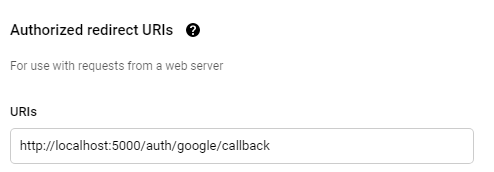 Authorized redirect URIs ?
For use with requests from a web server
URIs
http://localhost:5000/auth/google/callback